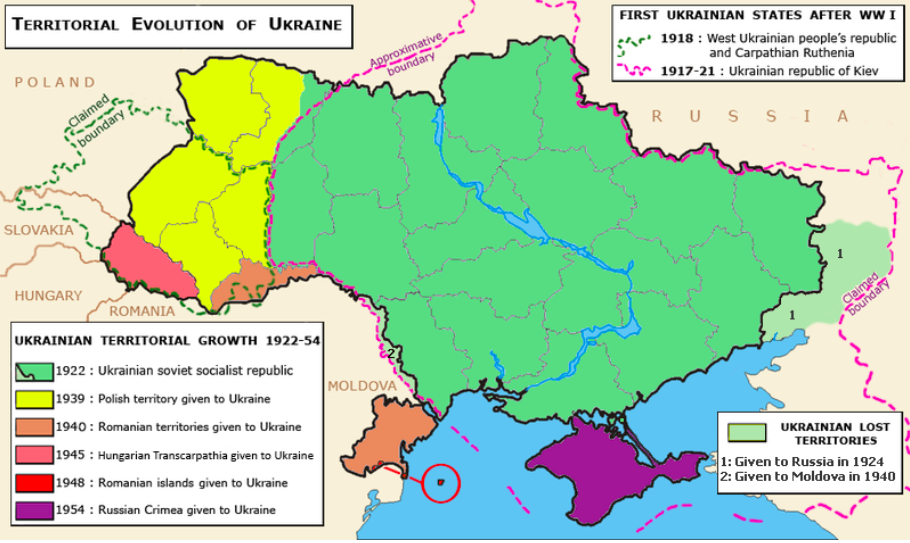 TERRITORIAL EVOLUTION OF UKRAINE
FIRST UKRAINIAN STATES AFTER WW I
1918 : West Ukrainian people's republic
and Carpathian Ruthenia
1917-21 : Ukrainian republic of Kiev
Approximative
boundary
POLAND
Claimed
boundary
RUSSIA
SLOVAKIA
HUNGARY
ROMANIA
MOLDOVA
1
1
2
Claimed
boundary
UKRAINIAN TERRITORIAL GROWTH 1922-54
1922 : Ukrainian soviet socialist republic
1939 : Polish territory given to Ukraine
1940 : Romanian territories given to Ukraine
1945 : Hungarian Transcarpathia given to Ukraine
1948 : Romanian islands given to Ukraine
1954 : Russian Crimea given to Ukraine
UKRAINIAN LOST
TERRITORIES
1: Given to Russia in 1924
2: Given to Moldova in 1940